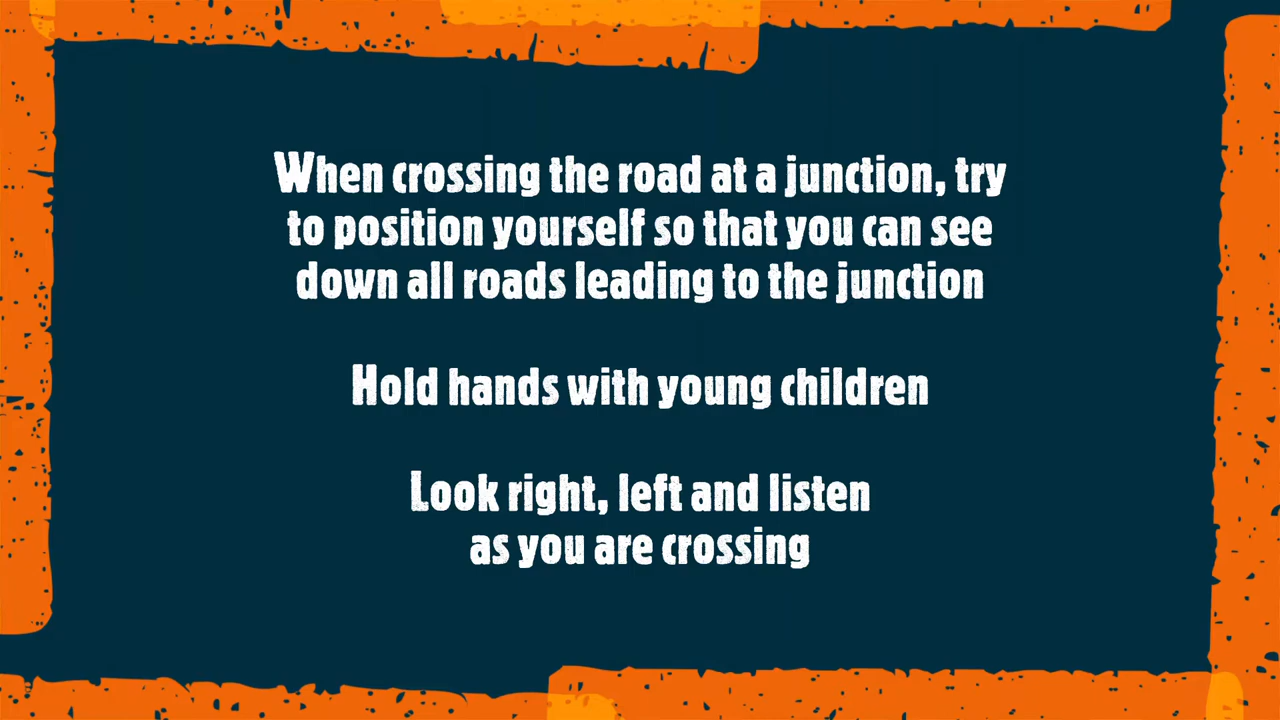 When crossing the road at a junction, try
to position yourself so that you can see
down all roads leading to the junction
Hold hands with young children
Look right, left and listen
as you are crossing